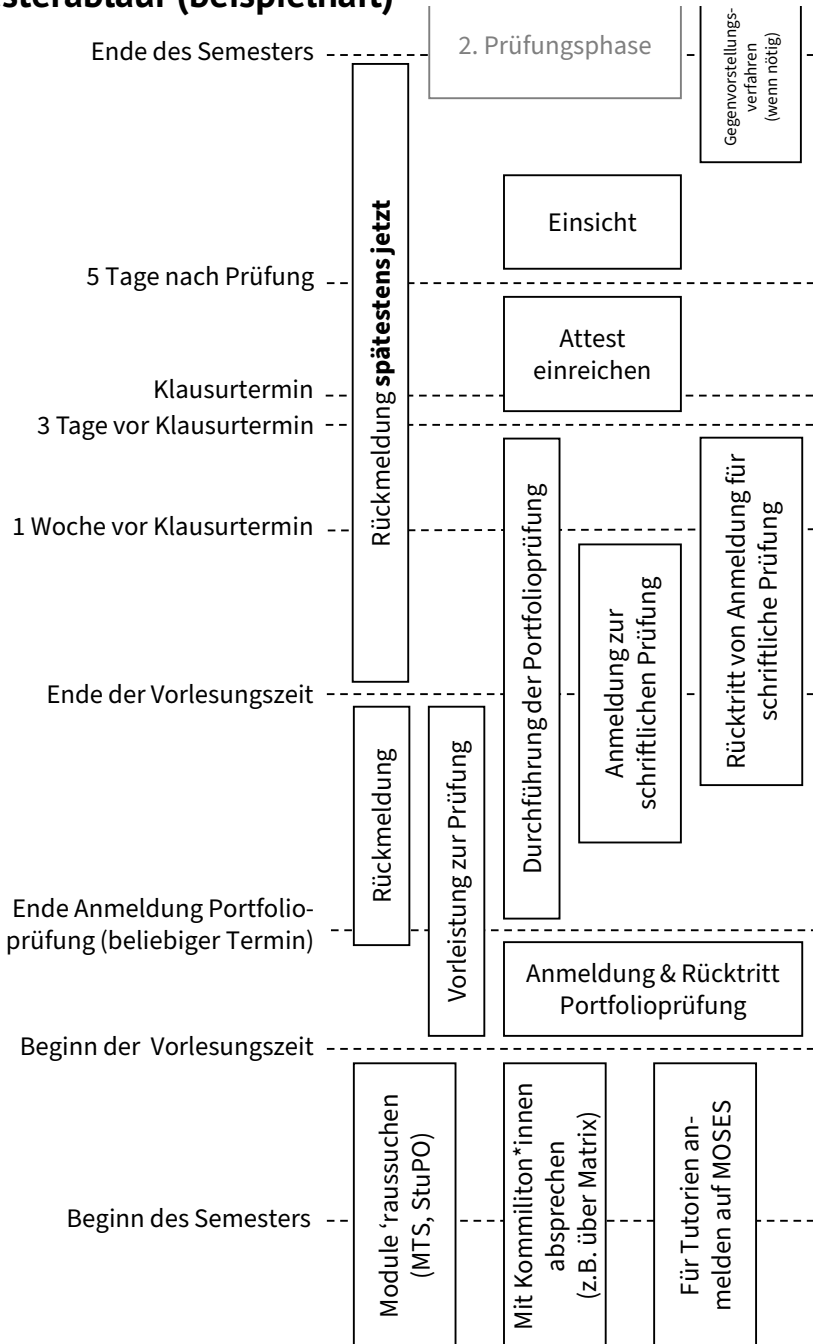 Ende des Semesters
2. Prüfungsphase
Gegenvorstellungs-
verfahren
(wenn nötig)
Einsicht
5 Tage nach Prüfung
Rückmeldung spätestens jetzt
Attest
einreichen
Klausurtermin
3 Tage vor Klausurtermin
1 Woche vor Klausurtermin
Durchführung der Portfolioprüfung
Anmeldung zur
schriftlichen Prüfung
Rücktritt von Anmeldung für
schriftliche Prüfung
Ende der Vorlesungszeit
Rückmeldung
Vorleistung zur Prüfung
Ende Anmeldung Portfolio-
prüfung (beliebiger Termin)
Anmeldung & Rücktritt
Portfolioprüfung
Beginn der Vorlesungszeit
Module ‘raussuchen
(MTS, StuPO)
Mit Kommiliton*innen
absprechen
(z.B. über Matrix)
Für Tutorien an-
melden auf MOSES
Beginn des Semesters